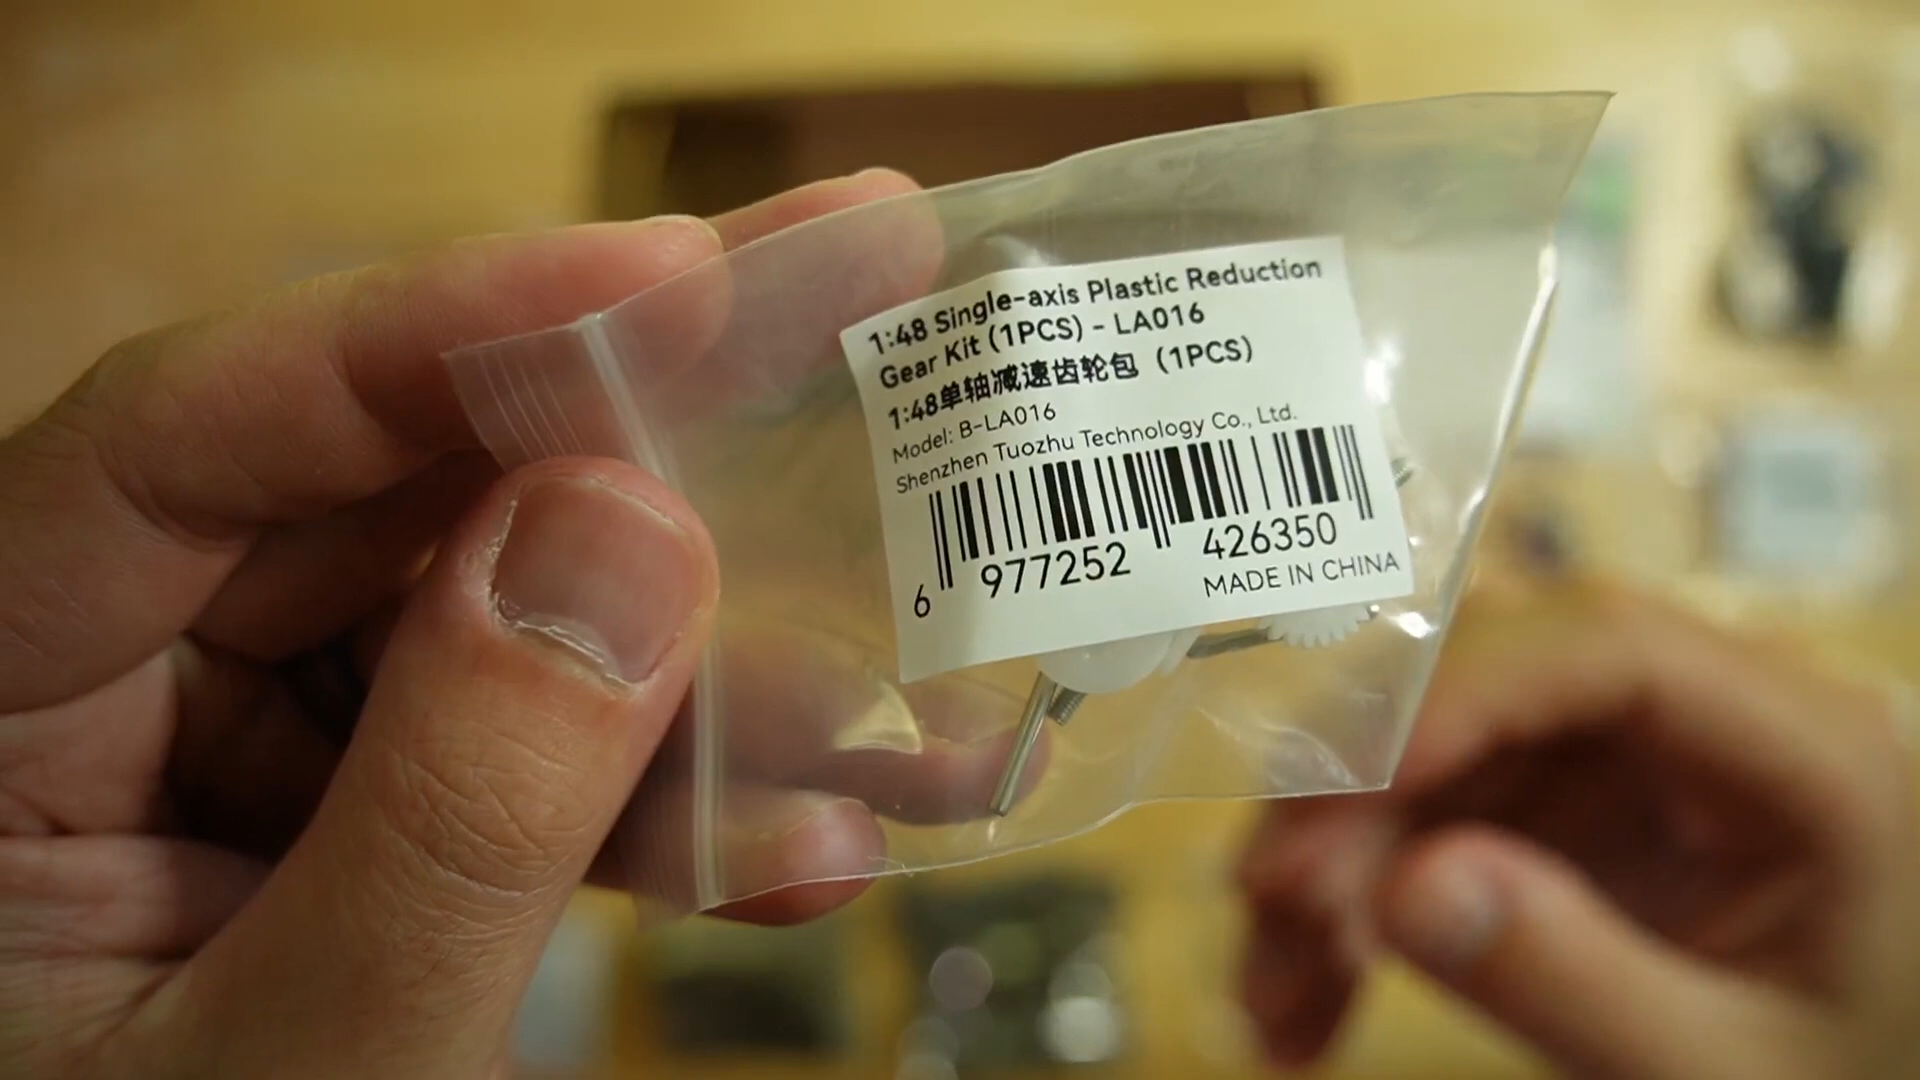 1:48 Single-axis Plastic Reduction
Gear Kit (1PCS) - LA016
1:48单轴减速齿轮包（1PCS）
Model: B-LA016
Shenzhen Tuozhu Technology Co., Ltd.
6 977252 426350
MADE IN CHINA